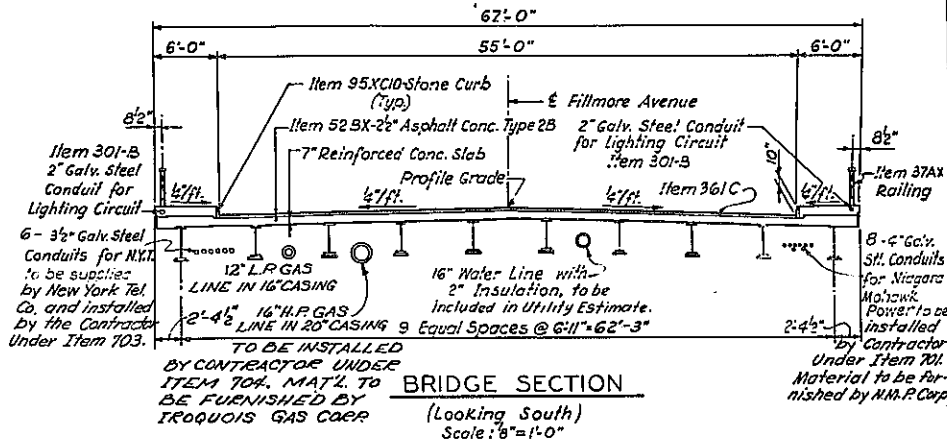 67'-0"
6'-0"
55'-0"
6'-0"
Item 95XC10-Stone Curb
(Typ.)
℄ Fillmore Avenue
8½"
Item 52BX-2½" Asphalt Conc. Type 2B
2" Galv. Steel Conduit
for Lighting Circuit
Item 301-B
10"
8½"
Item 301-B
2" Galv. Steel
Conduit for
Lighting Circuit
7" Reinforced Conc. Slab
Profile Grade
Item 37AX
Railing
¼"/ft.
¼"/ft.
¼"/ft.
Item 361C
¼"/ft.
6 - 3½" Galv. Steel
Conduits for N.Y.T.
to be supplied
by New York Tel.
Co. and installed
by the Contractor
Under Item 703.
12" L.P. GAS
LINE IN 16" CASING
16" H.P. GAS
LINE IN 20" CASING
16" Water Line with
2" Insulation, to be
Included in Utility Estimate.
8 - 4" Galv.
Stl. Conduits
for Niagara
Mohawk
Power to be
installed
by Contractor
Under Item 701.
Material to be fur-
nished by N.M.P. Corp.
2'-4½"
9 Equal Spaces @ 6'-11" = 62'-3"
2'-4½"
TO BE INSTALLED
BY CONTRACTOR UNDER
ITEM 704. MAT'L. TO
BE FURNISHED BY
IROQUOIS GAS CORP.
BRIDGE SECTION
(Looking South)
Scale: ⅛"=1'-0"